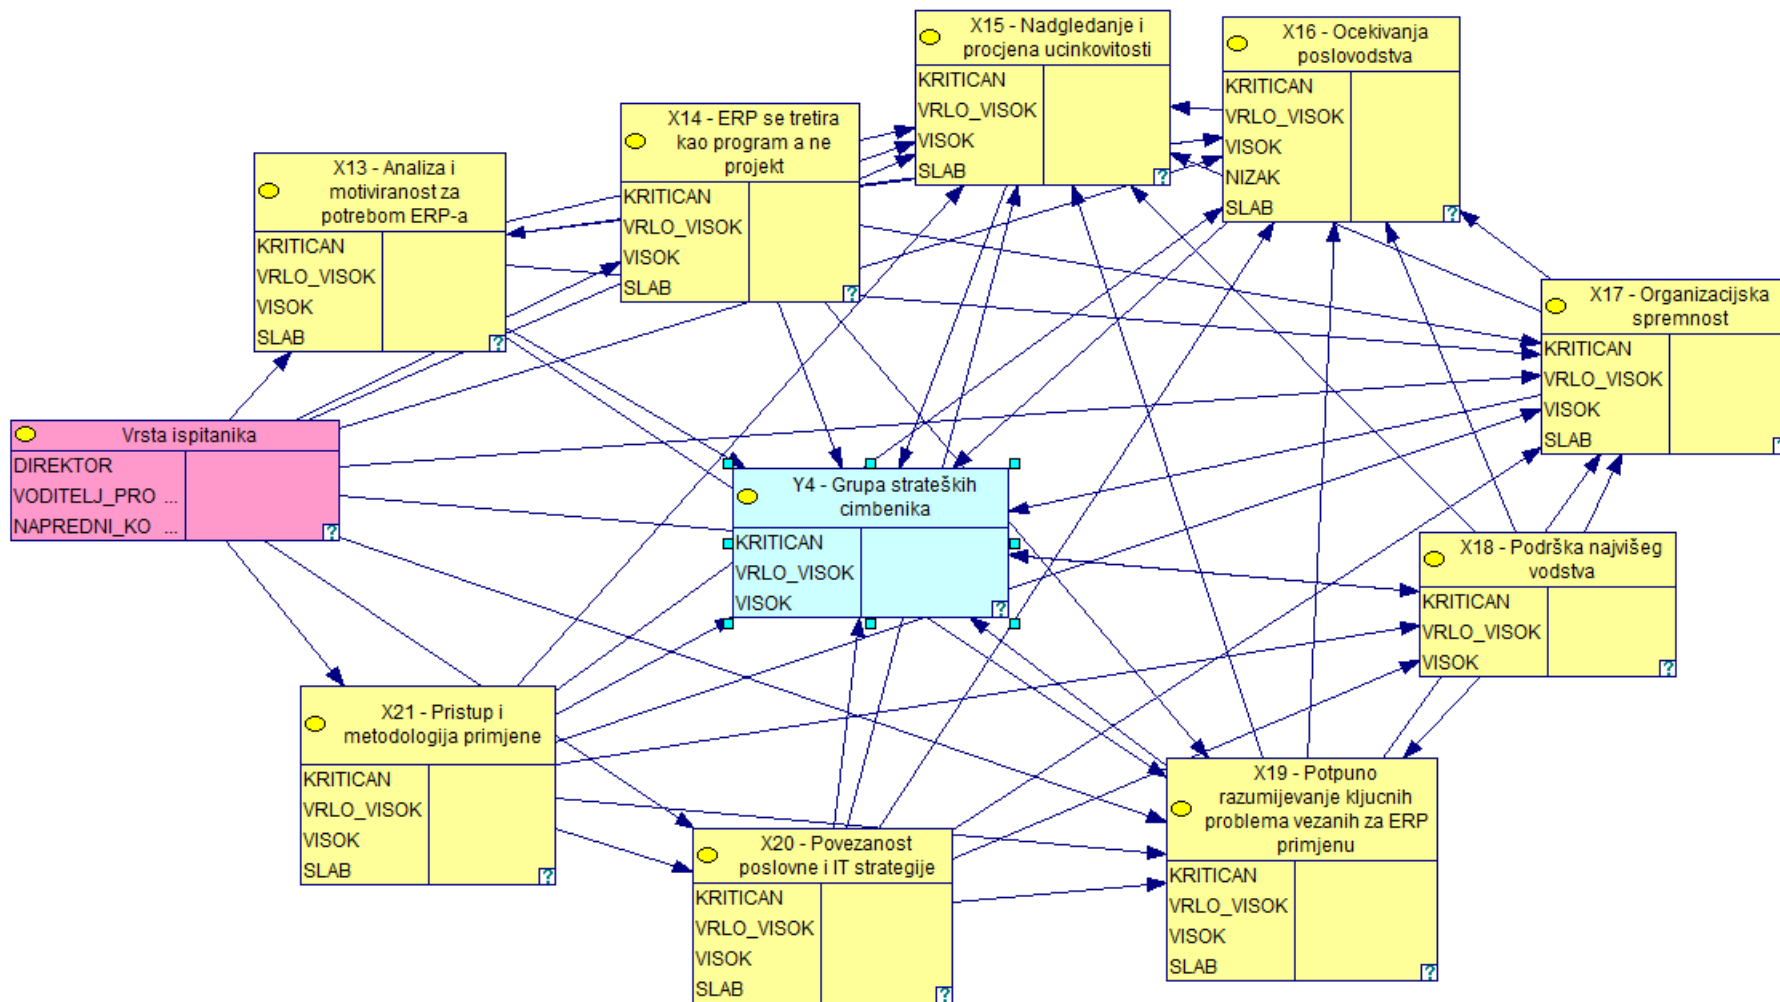 X15 - Nadgledanje i
procjena ucinkovitosti
KRITICAN
VRLO_VISOK
VISOK
SLAB
?
X16 - Ocekivanja
poslovodstva
KRITICAN
VRLO_VISOK
VISOK
NIZAK
SLAB
?
X14 - ERP se tretira
kao program a ne
projekt
KRITICAN
VRLO_VISOK
VISOK
SLAB
?
X13 - Analiza i
motiviranost za
potrebom ERP-a
KRITICAN
VRLO_VISOK
VISOK
SLAB
?
X17 - Organizacijska
spremnost
KRITICAN
VRLO_VISOK
VISOK
SLAB
?
Vrsta ispitanika
DIREKTOR
VODITELJ_PRO ...
NAPREDNI_KO ...
?
Y4 - Grupa strateških
cimbenika
KRITICAN
VRLO_VISOK
VISOK
?
X18 - Podrška najvišeg
vodstva
KRITICAN
VRLO_VISOK
VISOK
?
X21 - Pristup i
metodologija primjene
KRITICAN
VRLO_VISOK
VISOK
SLAB
?
X20 - Povezanost
poslovne i IT strategije
KRITICAN
VRLO_VISOK
VISOK
SLAB
?
X19 - Potpuno
razumijevanje kljucnih
problema vezanih za ERP
primjenu
KRITICAN
VRLO_VISOK
VISOK
SLAB
?